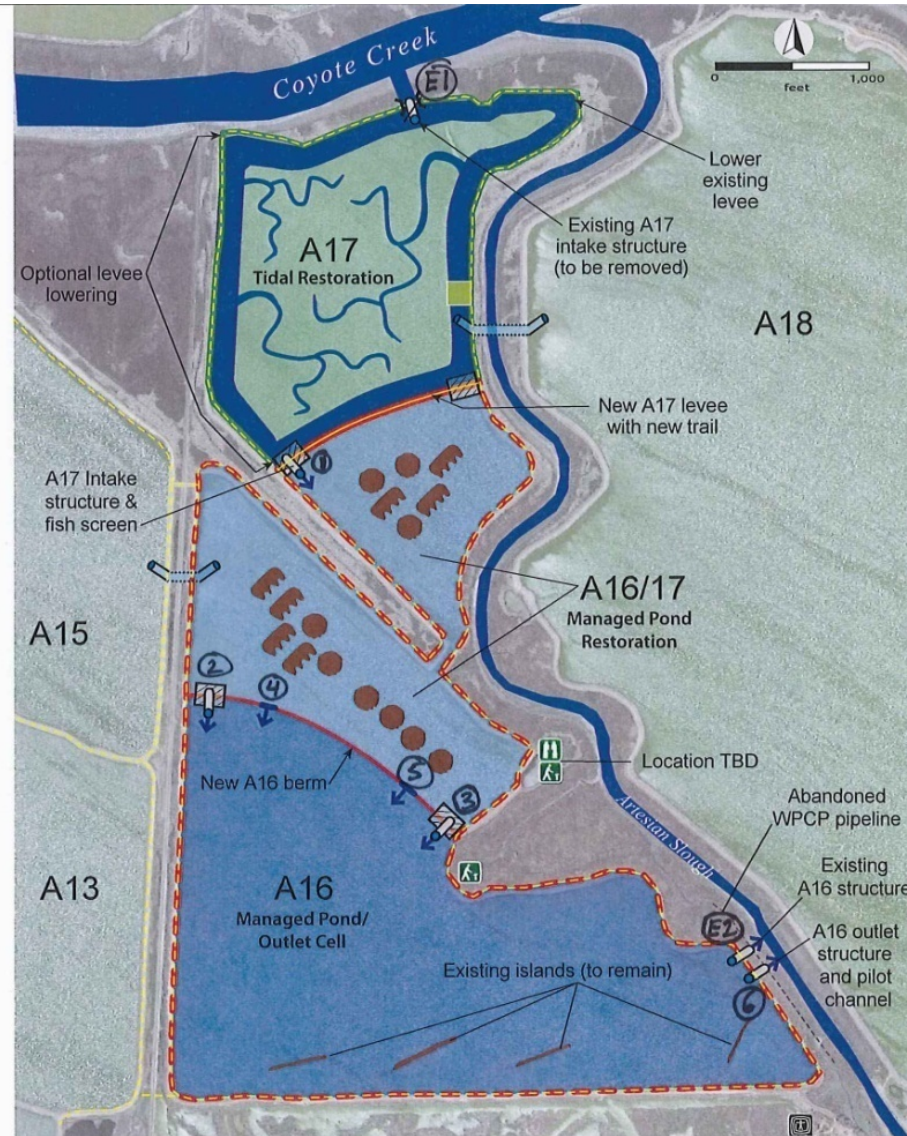 Coyote Creek
E1
0 1,000
feet
Lower
existing
levee
Existing A17
intake structure
(to be removed)
A17
Tidal Restoration
Optional levee
lowering
A18
New A17 levee
with new trail
1
A17 Intake
structure &
fish screen
A16/17
Managed Pond
Restoration
A15
2
4
New A16 berm
5
3
Location TBD
Artesian Slough
Abandoned
WPCP pipeline
Existing
A16 structure
A16 outlet
structure
and pilot
channel
E2
6
A13
A16
Managed Pond/
Outlet Cell
Existing islands (to remain)